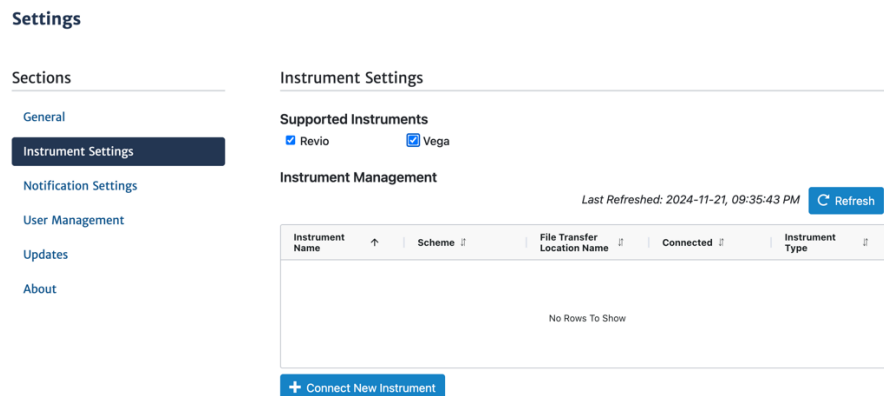 Settings
Sections
General
Instrument Settings
Notification Settings
User Management
Updates
About
Instrument Settings
Supported Instruments
Revio Vega
Instrument Management
Last Refreshed: 2024-11-21, 09:35:43 PM Refresh
Instrument Name Scheme File Transfer Location Name Connected Instrument Type
No Rows To Show
Connect New Instrument